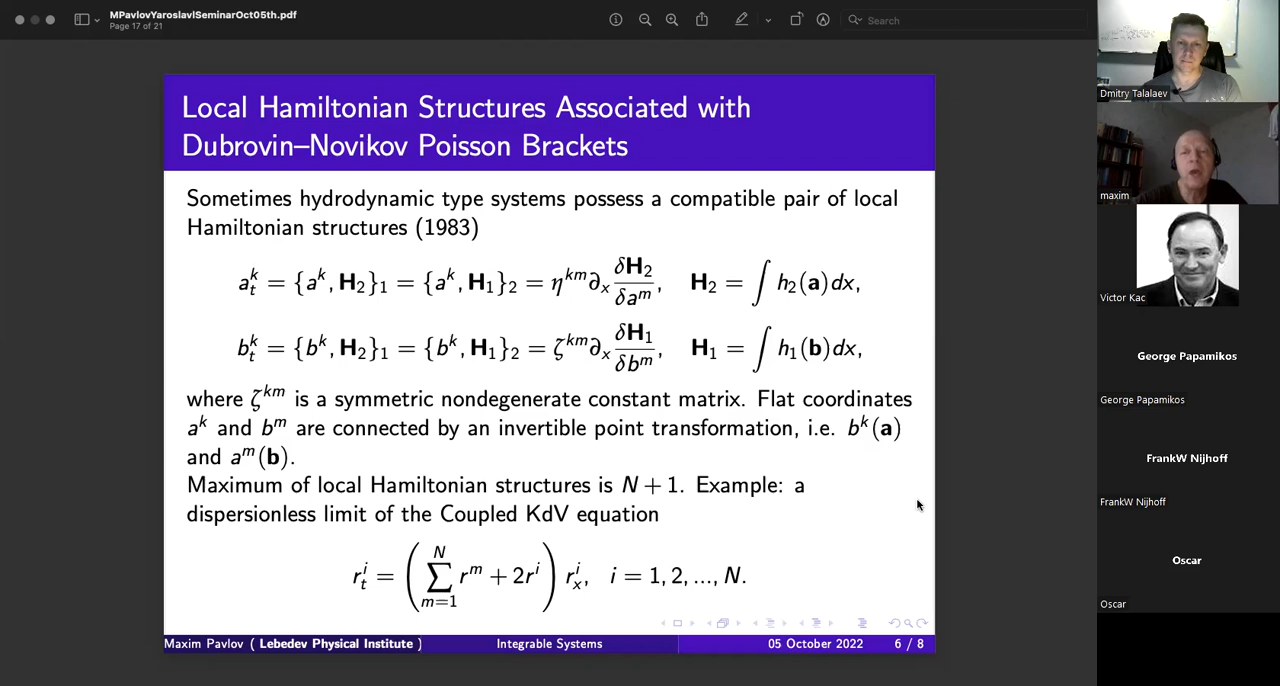 MPavlovYaroslavlSeminarOct05th.pdf
Page 17 of 21
Search
Local Hamiltonian Structures Associated with
Dubrovin–Novikov Poisson Brackets
Sometimes hydrodynamic type systems possess a compatible pair of local
Hamiltonian structures (1983)
a^k_t = {a^k, H_2}_1 = {a^k, H_1}_2 = η^{km} ∂_x δH_2/δa^m, H_2 = ∫ h_2(a)dx,
b^k_t = {b^k, H_2}_1 = {b^k, H_1}_2 = ζ^{km} ∂_x δH_1/δb^m, H_1 = ∫ h_1(b)dx,
where ζ^{km} is a symmetric nondegenerate constant matrix. Flat coordinates
a^k and b^m are connected by an invertible point transformation, i.e. b^k(a)
and a^m(b).
Maximum of local Hamiltonian structures is N + 1. Example: a
dispersionless limit of the Coupled KdV equation
r^i_t = (∑_{m=1}^N r^m + 2r^i) r^i_x, i = 1, 2, ..., N.
Maxim Pavlov ( Lebedev Physical Institute ) Integrable Systems 05 October 2022 6 / 8
Dmitry Talalaev
maxim
Victor Kac
George Papamikos
George Papamikos
FrankW Nijhoff
FrankW Nijhoff
Oscar
Oscar